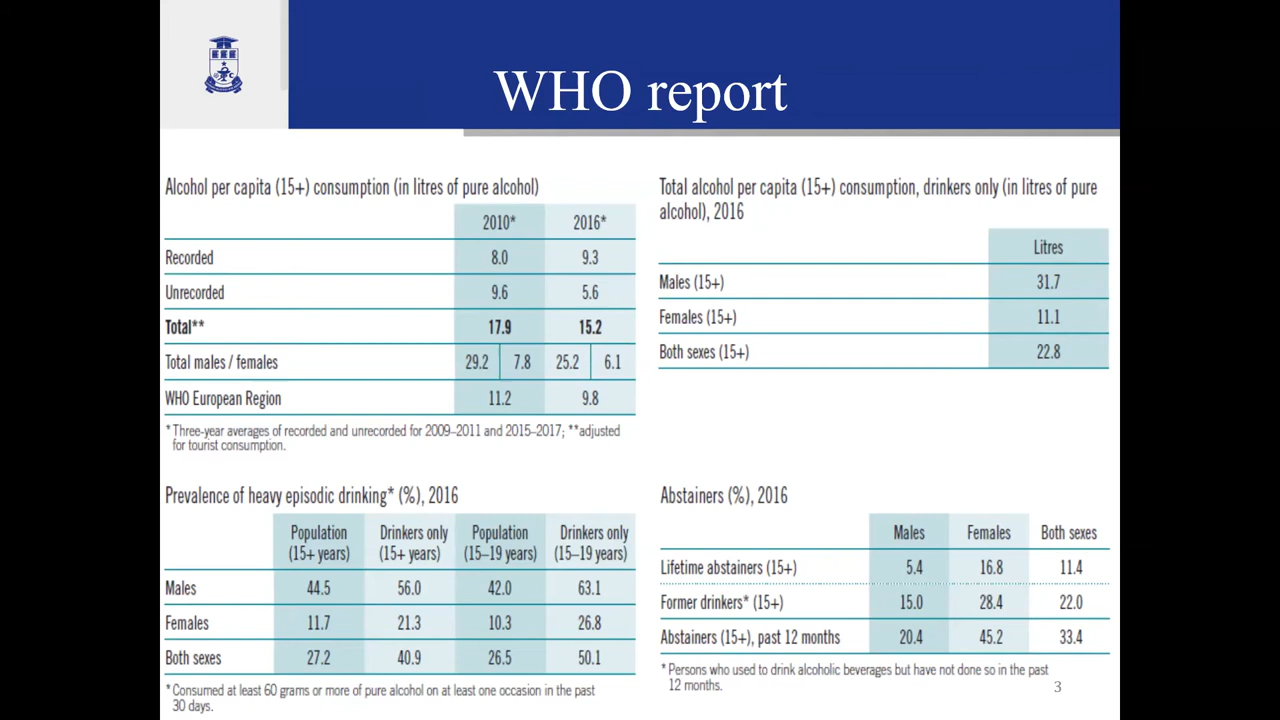 WHO report
Alcohol per capita (15+) consumption (in litres of pure alcohol)
2010* 2016*
Recorded 8.0 9.3
Unrecorded 9.6 5.6
Total** 17.9 15.2
Total males / females 29.2 7.8 25.2 6.1
WHO European Region 11.2 9.8
* Three-year averages of recorded and unrecorded for 2009–2011 and 2015–2017; **adjusted
for tourist consumption.
Total alcohol per capita (15+) consumption, drinkers only (in litres of pure
alcohol), 2016
Litres
Males (15+) 31.7
Females (15+) 11.1
Both sexes (15+) 22.8
Prevalence of heavy episodic drinking* (%), 2016
Population Drinkers only Population Drinkers only
(15+ years) (15+ years) (15–19 years) (15–19 years)
Males 44.5 56.0 42.0 63.1
Females 11.7 21.3 10.3 26.8
Both sexes 27.2 40.9 26.5 50.1
* Consumed at least 60 grams or more of pure alcohol on at least one occasion in the past
30 days.
Abstainers (%), 2016
Males Females Both sexes
Lifetime abstainers (15+) 5.4 16.8 11.4
Former drinkers* (15+) 15.0 28.4 22.0
Abstainers (15+), past 12 months 20.4 45.2 33.4
* Persons who used to drink alcoholic beverages but have not done so in the past
12 months.
3